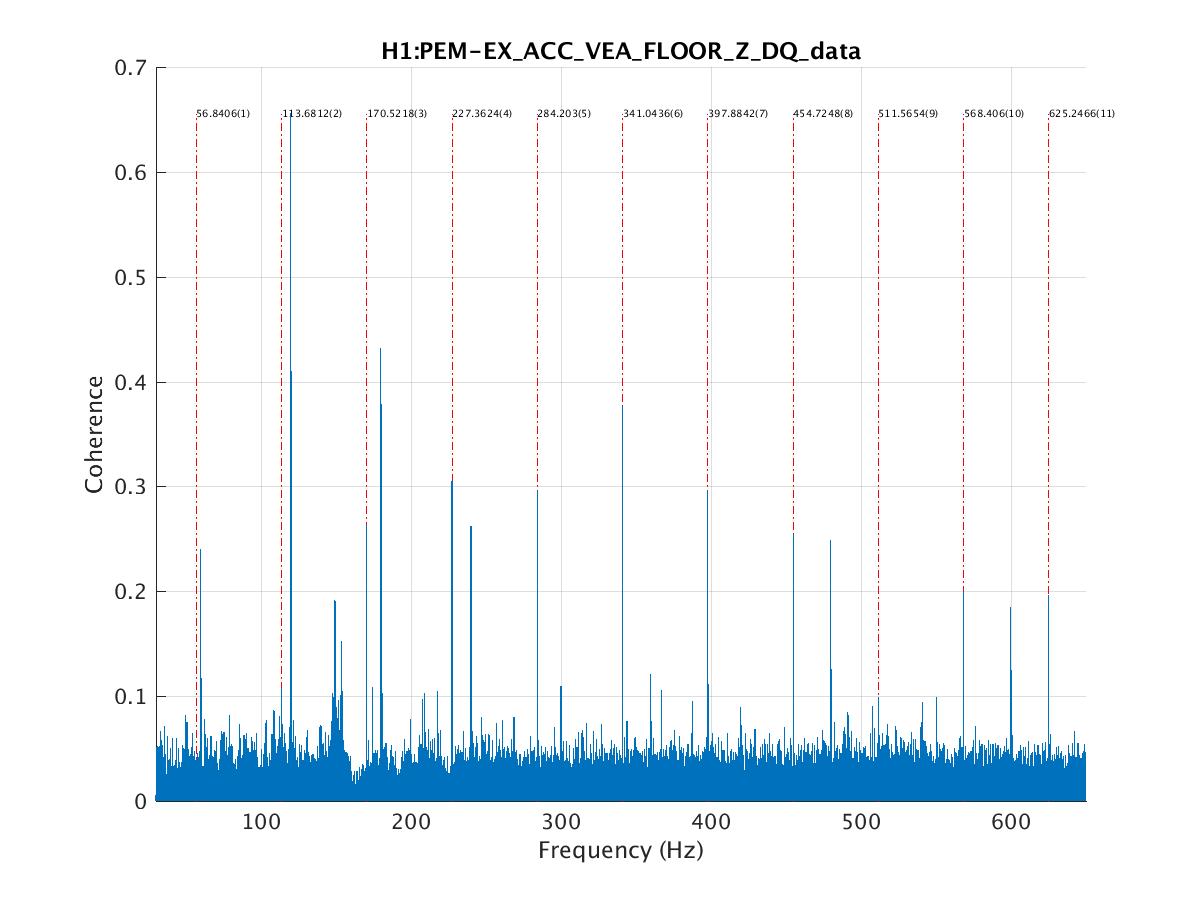 H1:PEM-EX_ACC_VEA_FLOOR_Z_DQ_data
0.7
56.8406(1) 113.6812(2) 170.5218(3) 227.3624(4) 284.203(5) 341.0436(6) 397.8842(7) 454.7248(8) 511.5654(9) 568.406(10) 625.2466(11)
0.6
0.5
0.4
Coherence
0.3
0.2
0.1
0
100 200 300 400 500 600
Frequency (Hz)